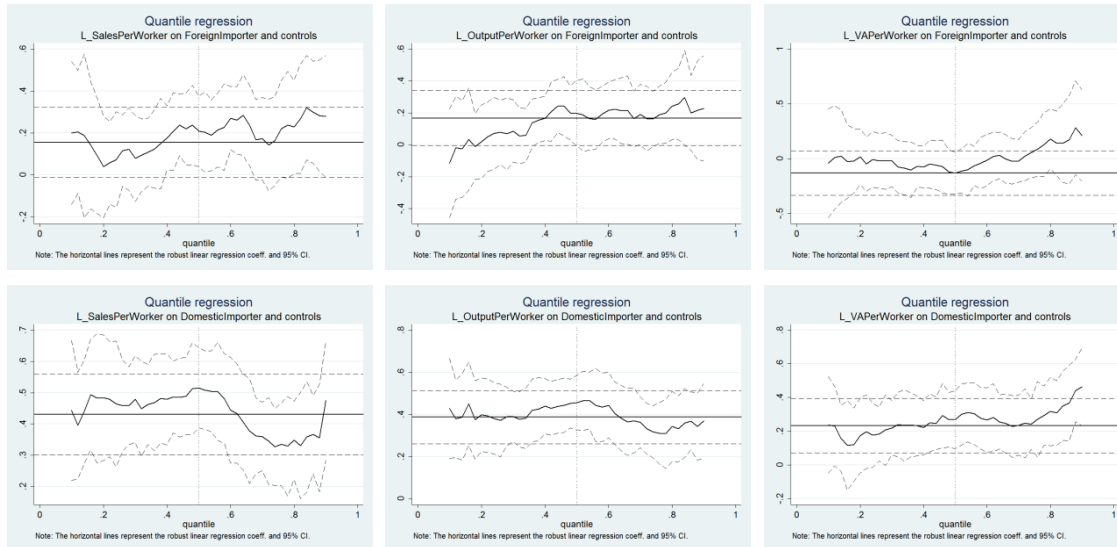 Quantile regression
L_SalesPerWorker on ForeignImporter and controls
.6
.4
.2
0
-.2
0 .2 .4 .6 .8 1
quantile
Note: The horizontal lines represent the robust linear regression coeff. and 95% CI.
Quantile regression
L_OutputPerWorker on ForeignImporter and controls
.6
.4
.2
0
-.2
-.4
0 .2 .4 .6 .8 1
quantile
Note: The horizontal lines represent the robust linear regression coeff. and 95% CI.
Quantile regression
L_VAPerWorker on ForeignImporter and controls
1
.5
0
-.5
0 .2 .4 .6 .8 1
quantile
Note: The horizontal lines represent the robust linear regression coeff. and 95% CI.
Quantile regression
L_SalesPerWorker on DomesticImporter and controls
.7
.6
.5
.4
.3
.2
0 .2 .4 .6 .8 1
quantile
Note: The horizontal lines represent the robust linear regression coeff. and 95% CI.
Quantile regression
L_OutputPerWorker on DomesticImporter and controls
.8
.6
.4
.2
0
0 .2 .4 .6 .8 1
quantile
Note: The horizontal lines represent the robust linear regression coeff. and 95% CI.
Quantile regression
L_VAPerWorker on DomesticImporter and controls
.8
.6
.4
.2
0
-.2
0 .2 .4 .6 .8 1
quantile
Note: The horizontal lines represent the robust linear regression coeff. and 95% CI.